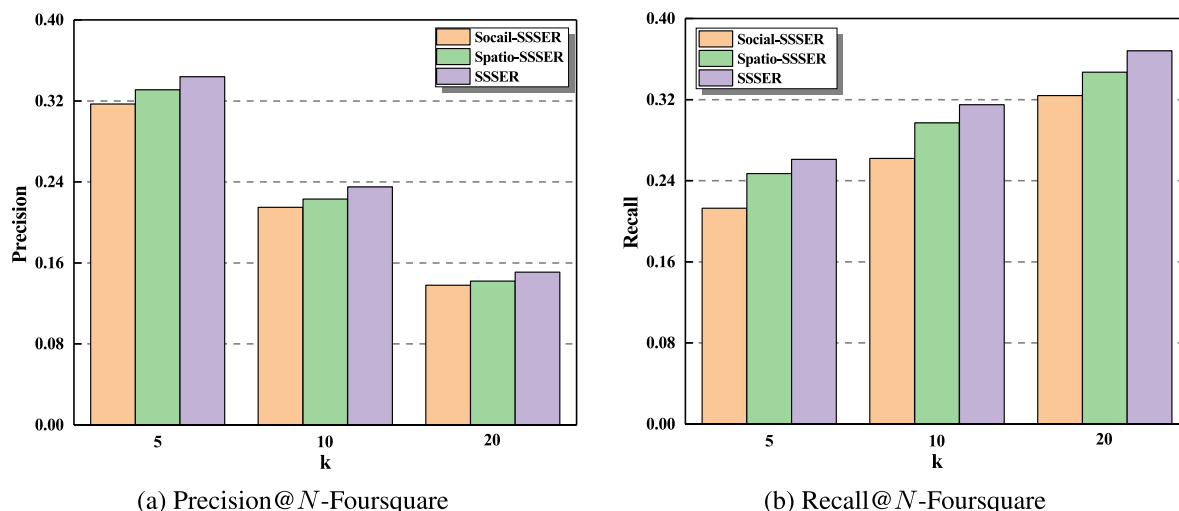 0.40
0.32
0.24
0.16
0.08
0.00
Precision
Socail-SSSER
Spatio-SSSER
SSSER
5
10
20
k
(a) Precision@N-Foursquare
0.40
0.32
0.24
0.16
0.08
0.00
Recall
Social-SSSER
Spatio-SSSER
SSSER
5
10
20
k
(b) Recall@N-Foursquare